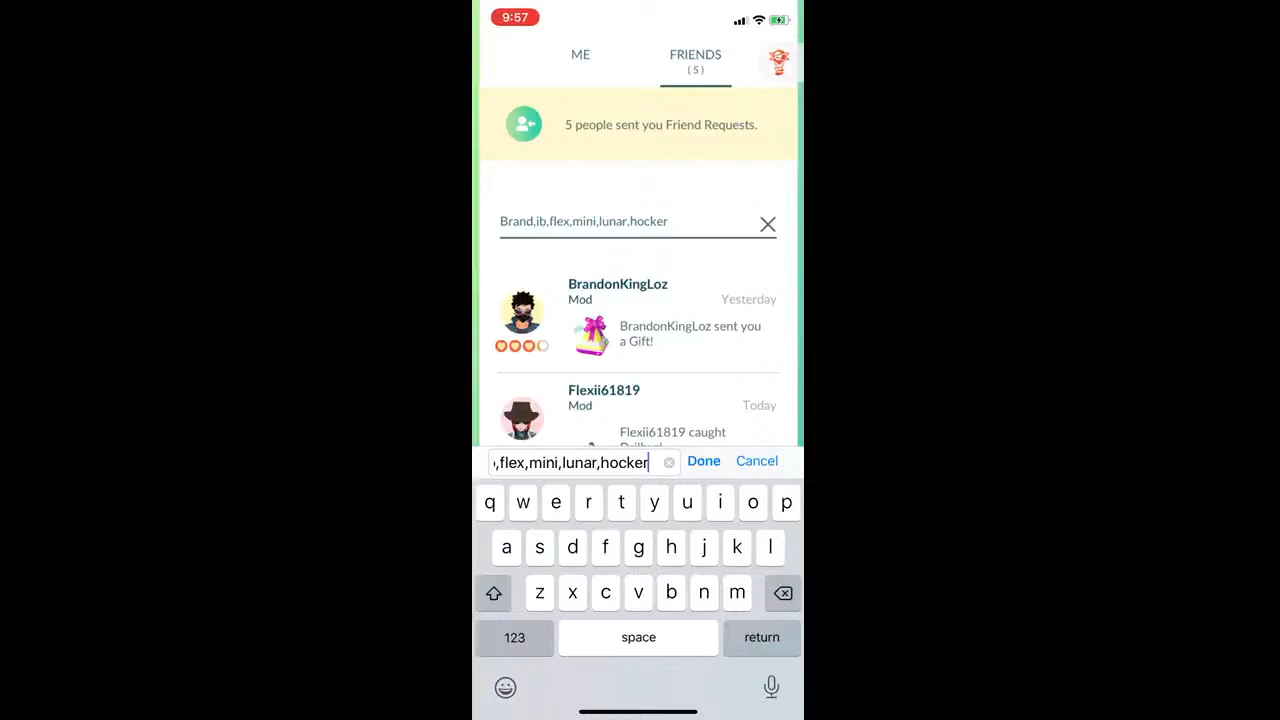 9:57
ME
FRIENDS
( 5 )
5 people sent you Friend Requests.
Brand,ib,flex,mini,lunar,hocker
BrandonKingLoz
Mod
Yesterday
BrandonKingLoz sent you
a Gift!
Flexii61819
Mod
Today
Flexii61819 caught
,flex,mini,lunar,hocker
Done
Cancel
q w e r t y u i o p
a s d f g h j k l
z x c v b n m
123
space
return